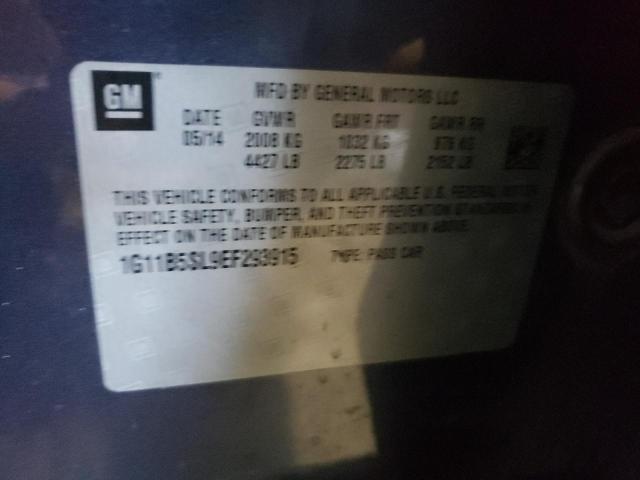 GM
MFD BY GENERAL MOTORS LLC
DATE GVWR GAWR FRT GAWR RR
05/14 2008 KG 1032 KG 976 KG
4427 LB 2275 LB 2152 LB
THIS VEHICLE CONFORMS TO ALL APPLICABLE U.S. FEDERAL MOTOR
VEHICLE SAFETY, BUMPER, AND THEFT PREVENTION STANDARDS IN
EFFECT ON THE DATE OF MANUFACTURE SHOWN ABOVE.
1G11B5SL9EF293915 TYPE: PASS CAR